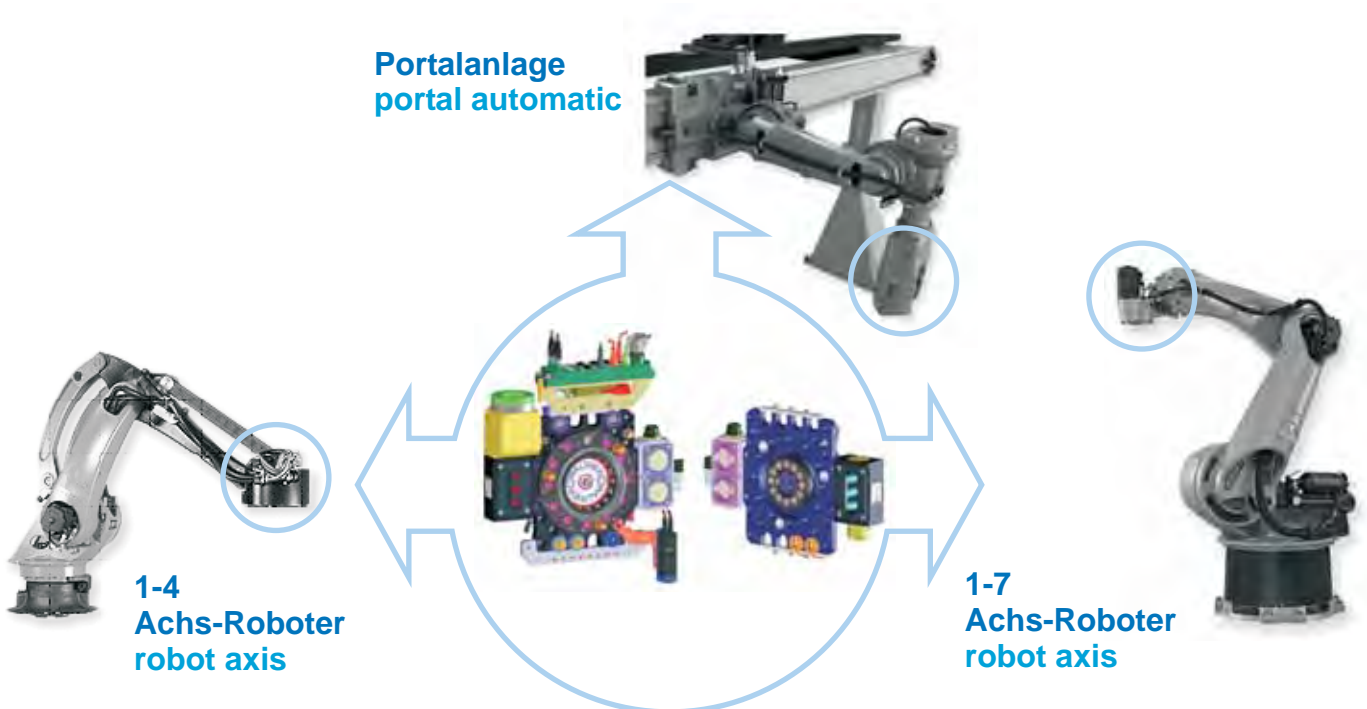 Portalanlage
portal automatic
1-4
Achs-Roboter
robot axis
1-7
Achs-Roboter
robot axis